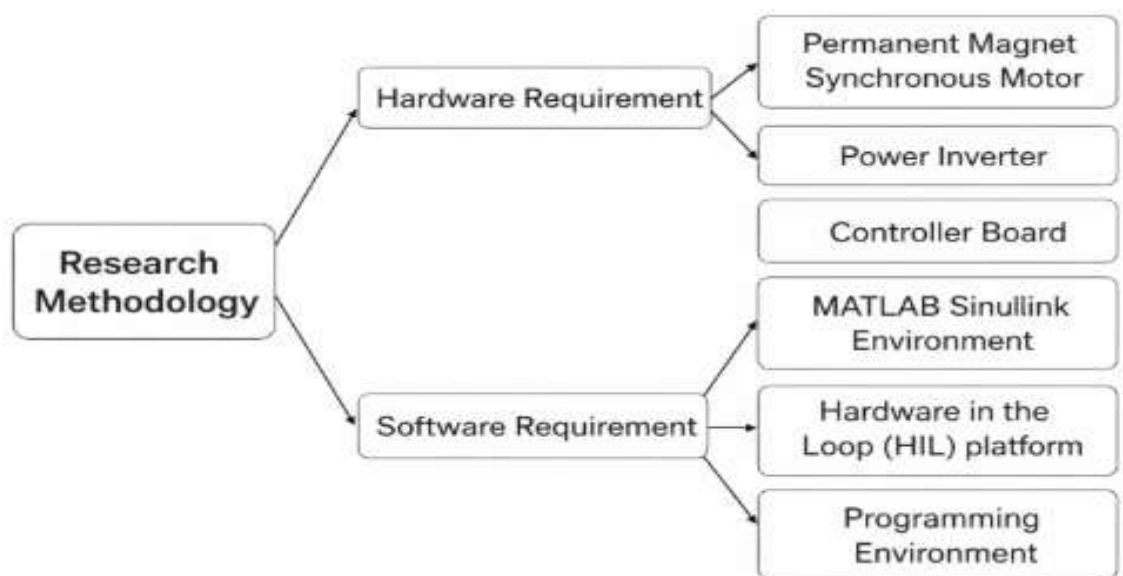 Research
Methodology
Hardware Requirement
Permanent Magnet
Synchronous Motor
Power Inverter
Controller Board
Software Requirement
MATLAB Sinullink
Environment
Hardware in the
Loop (HIL) platform
Programming
Environment